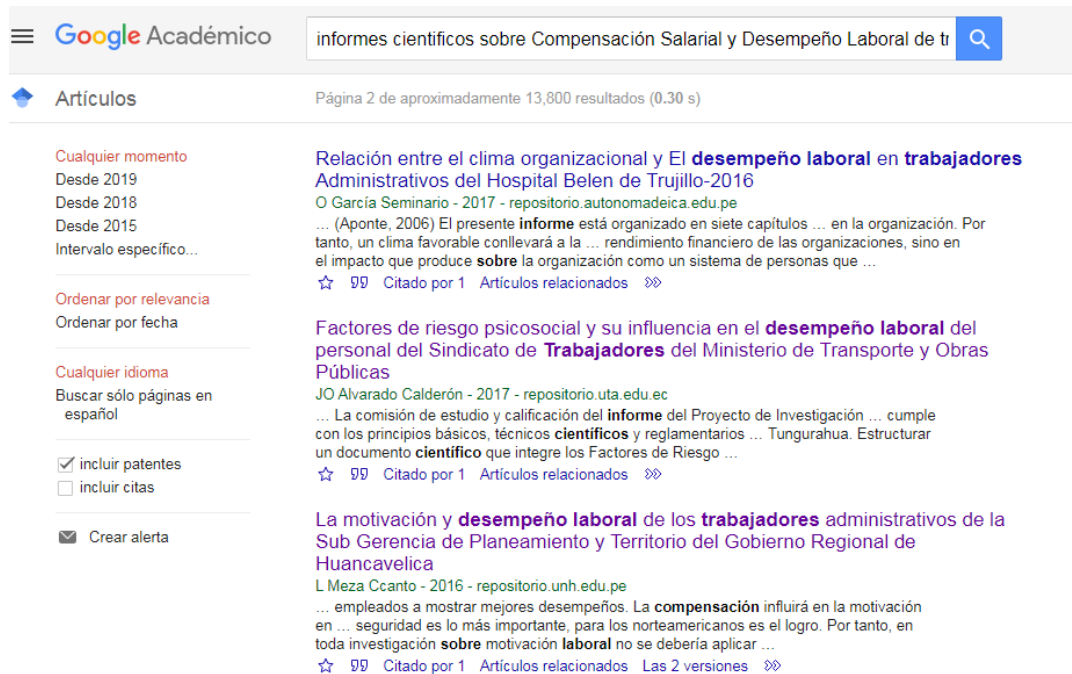 Google Académico
informes cientificos sobre Compensación Salarial y Desempeño Laboral de tr
Artículos
Página 2 de aproximadamente 13,800 resultados (0.30 s)
Cualquier momento
Desde 2019
Desde 2018
Desde 2015
Intervalo específico...
Ordenar por relevancia
Ordenar por fecha
Cualquier idioma
Buscar sólo páginas en
español
incluir patentes
incluir citas
Crear alerta
Relación entre el clima organizacional y El desempeño laboral en trabajadores
Administrativos del Hospital Belen de Trujillo-2016
O García Seminario - 2017 - repositorio.autonomadeica.edu.pe
... (Aponte, 2006) El presente informe está organizado en siete capítulos ... en la organización. Por
tanto, un clima favorable conllevará a la ... rendimiento financiero de las organizaciones, sino en
el impacto que produce sobre la organización como un sistema de personas que ...
Citado por 1 Artículos relacionados
Factores de riesgo psicosocial y su influencia en el desempeño laboral del
personal del Sindicato de Trabajadores del Ministerio de Transporte y Obras
Públicas
JO Alvarado Calderón - 2017 - repositorio.uta.edu.ec
... La comisión de estudio y calificación del informe del Proyecto de Investigación ... cumple
con los principios básicos, técnicos científicos y reglamentarios ... Tungurahua. Estructurar
un documento científico que integre los Factores de Riesgo ...
Citado por 1 Artículos relacionados
La motivación y desempeño laboral de los trabajadores administrativos de la
Sub Gerencia de Planeamiento y Territorio del Gobierno Regional de
Huancavelica
L Meza Ccanto - 2016 - repositorio.unh.edu.pe
... empleados a mostrar mejores desempeños. La compensación influirá en la motivación
en ... seguridad es lo más importante, para los norteamericanos es el logro. Por tanto, en
toda investigación sobre motivación laboral no se debería aplicar ...
Citado por 1 Artículos relacionados Las 2 versiones